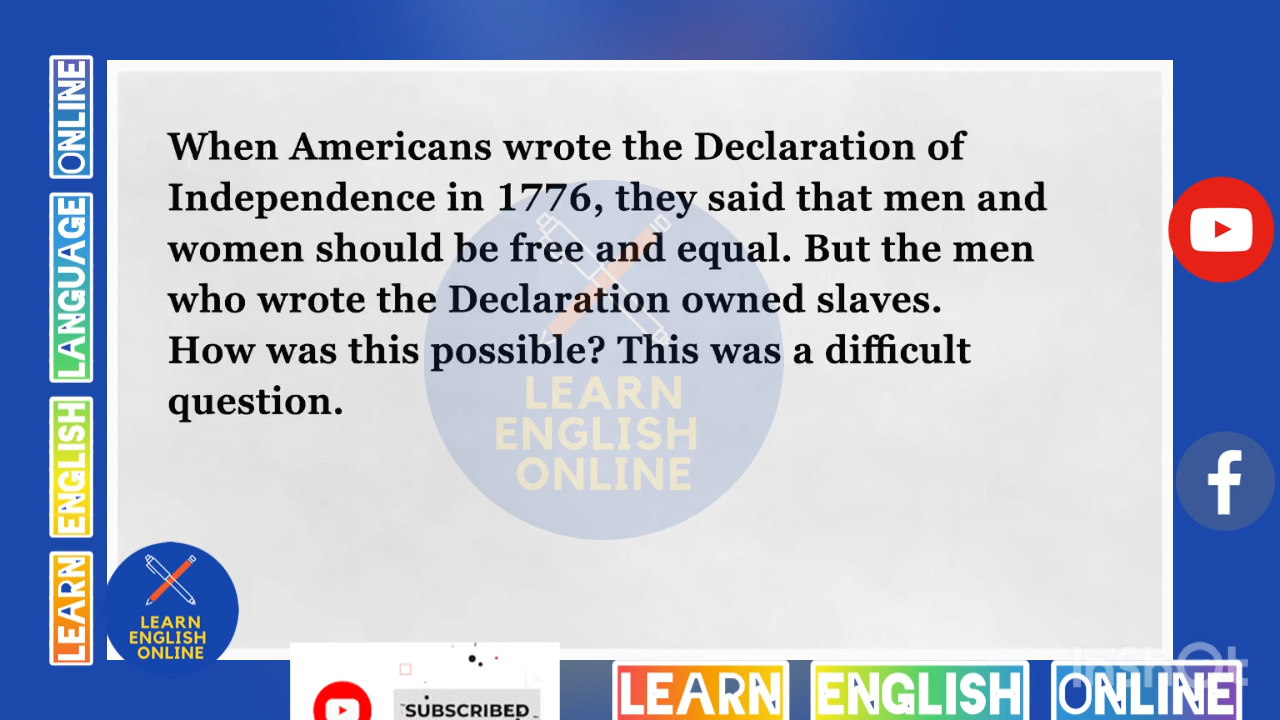 When Americans wrote the Declaration of
Independence in 1776, they said that men and
women should be free and equal. But the men
who wrote the Declaration owned slaves.
How was this possible? This was a difficult
question.
LEARN
ENGLISH
ONLINE
LEARN ENGLISH LANGUAGE ONLINE
LEARN
ENGLISH
ONLINE
SUBSCRIBED
LEARN ENGLISH ONLINE
InShOt